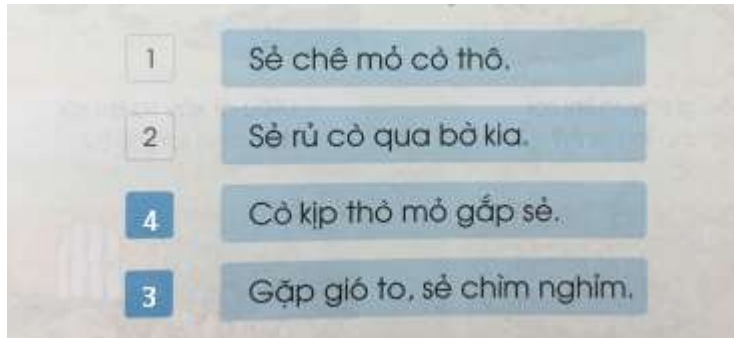 1 Sẻ chê mỏ cò thô.
2 Sẻ rủ cò qua bờ kia.
4 Cò kịp thò mỏ gắp sẻ.
3 Gặp gió to, sẻ chìm nghỉm.